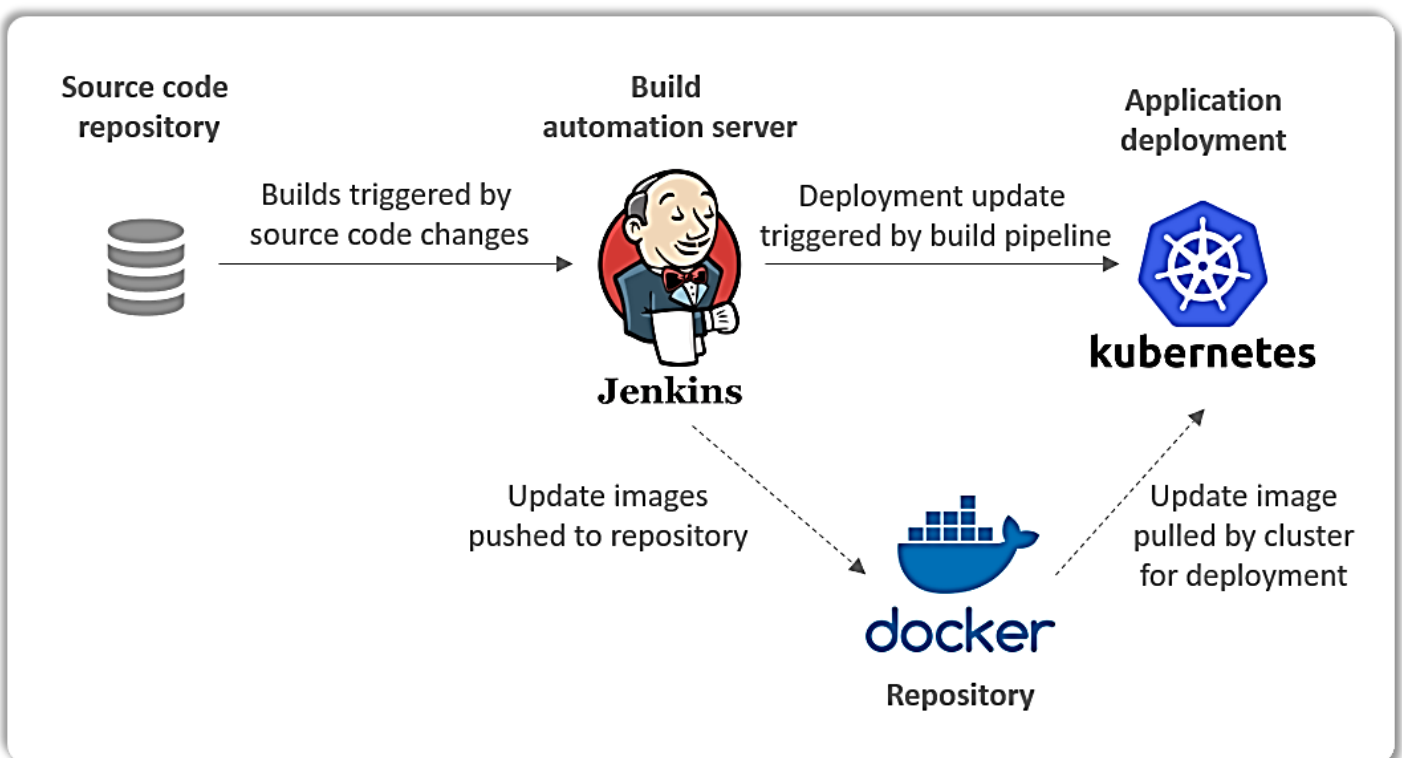 Source code
repository
Build
automation server
Application
deployment
Builds triggered by
source code changes
Deployment update
triggered by build pipeline
Jenkins
kubernetes
Update images
pushed to repository
Update image
pulled by cluster
for deployment
docker
Repository